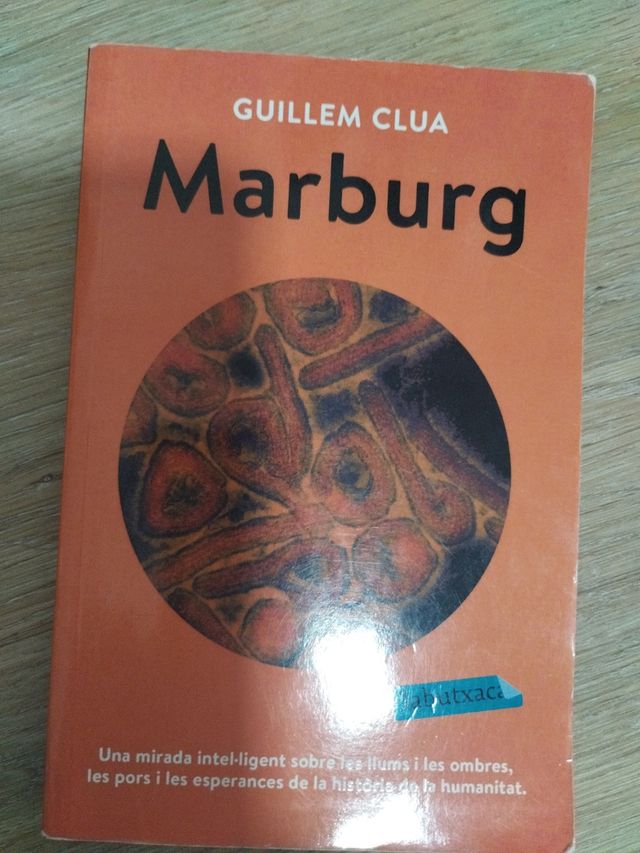 GUILLEM CLUA
Marburg
labutxaca
Una mirada intel·ligent sobre les llums i les ombres,
les pors i les esperances de la història de la humanitat.